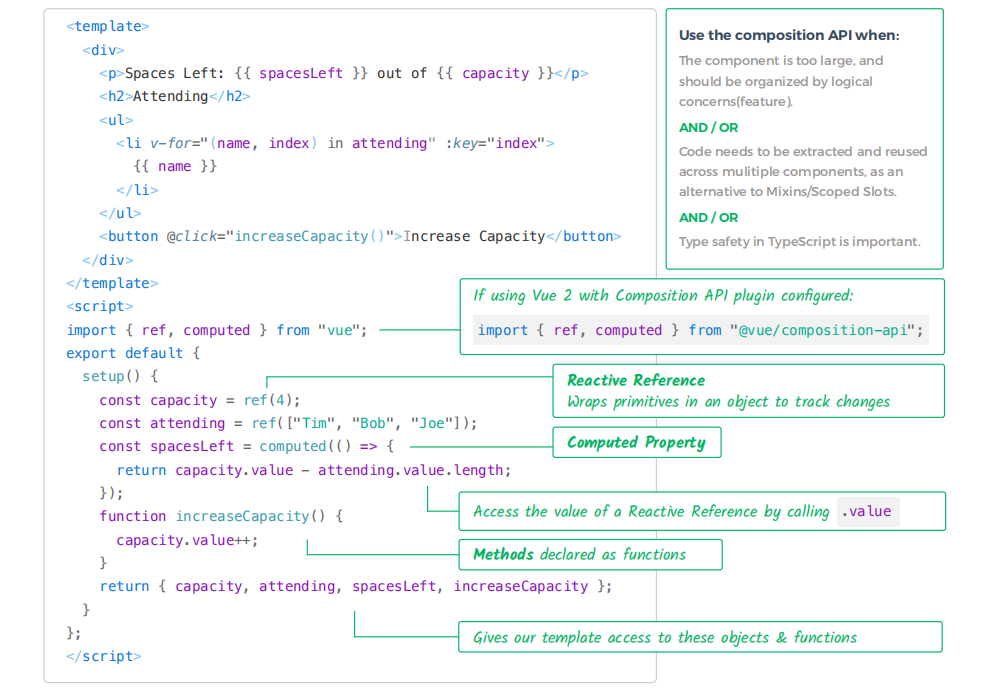 <template>
<div>
<p>Spaces Left: {{ spacesLeft }} out of {{ capacity }}</p>
<h2>Attending</h2>
<ul>
<li v-for="(name, index) in attending" :key="index">
{{ name }}
</li>
</ul>
<button @click="increaseCapacity()">Increase Capacity</button>
</div>
</template>
<script>
import { ref, computed } from "vue";
export default {
setup() {
const capacity = ref(4);
const attending = ref(["Tim", "Bob", "Joe"]);
const spacesLeft = computed(() => {
return capacity.value - attending.value.length;
});
function increaseCapacity() {
capacity.value++;
}
return { capacity, attending, spacesLeft, increaseCapacity };
}
};
</script>
Use the composition API when:
The component is too large, and
should be organized by logical
concerns(feature).
AND / OR
Code needs to be extracted and reused
across mulitiple components, as an
alternative to Mixins/Scoped Slots.
AND / OR
Type safety in TypeScript is important.
If using Vue 2 with Composition API plugin configured:
import { ref, computed } from "@vue/composition-api";
Reactive Reference
Wraps primitives in an object to track changes
Computed Property
Access the value of a Reactive Reference by calling .value
Methods declared as functions
Gives our template access to these objects & functions